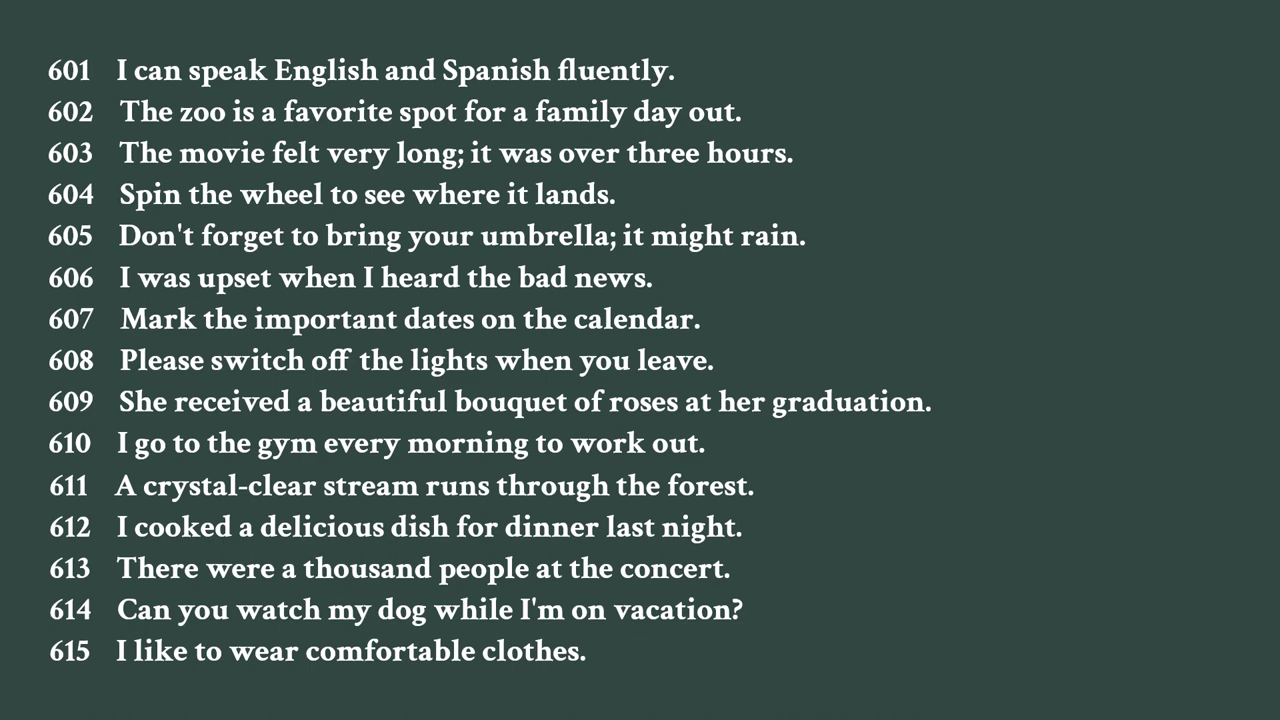 601 I can speak English and Spanish fluently.
602 The zoo is a favorite spot for a family day out.
603 The movie felt very long; it was over three hours.
604 Spin the wheel to see where it lands.
605 Don't forget to bring your umbrella; it might rain.
606 I was upset when I heard the bad news.
607 Mark the important dates on the calendar.
608 Please switch off the lights when you leave.
609 She received a beautiful bouquet of roses at her graduation.
610 I go to the gym every morning to work out.
611 A crystal-clear stream runs through the forest.
612 I cooked a delicious dish for dinner last night.
613 There were a thousand people at the concert.
614 Can you watch my dog while I'm on vacation?
615 I like to wear comfortable clothes.